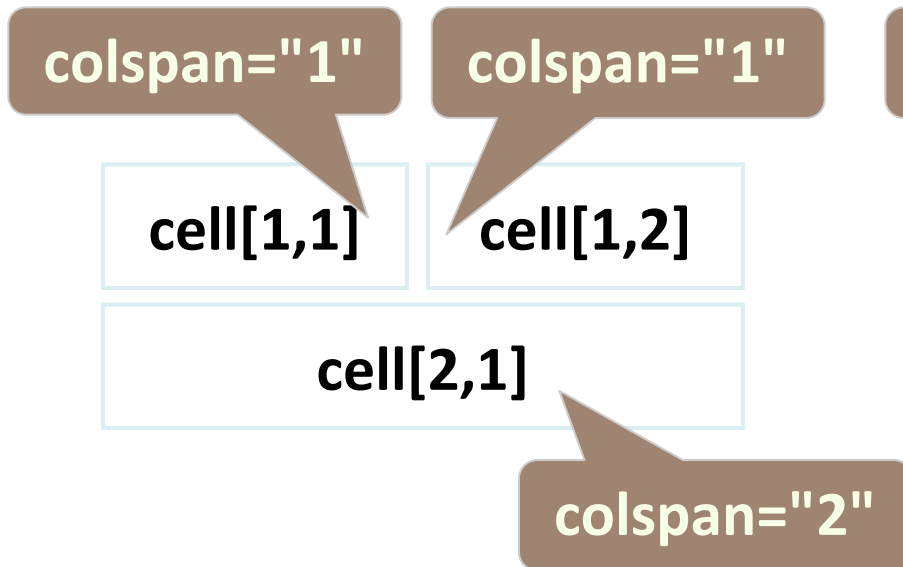 colspan="1" colspan="1"
cell[1,1] cell[1,2]
cell[2,1]
colspan="2"